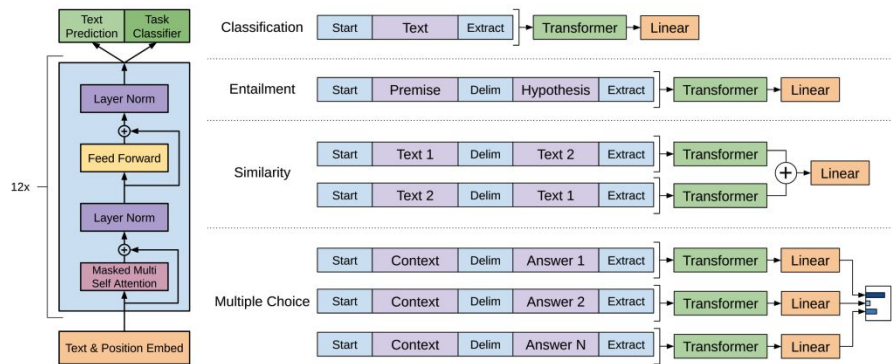 Text
Prediction
Task
Classifier
Layer Norm
Feed Forward
12x
Layer Norm
Masked Multi
Self Attention
Text & Position Embed
Classification
Start Text Extract Transformer Linear
Entailment
Start Premise Delim Hypothesis Extract Transformer Linear
Similarity
Start Text 1 Delim Text 2 Extract Transformer
Linear
Start Text 2 Delim Text 1 Extract Transformer
Multiple Choice
Start Context Delim Answer 1 Extract Transformer Linear
Start Context Delim Answer 2 Extract Transformer Linear
Start Context Delim Answer N Extract Transformer Linear